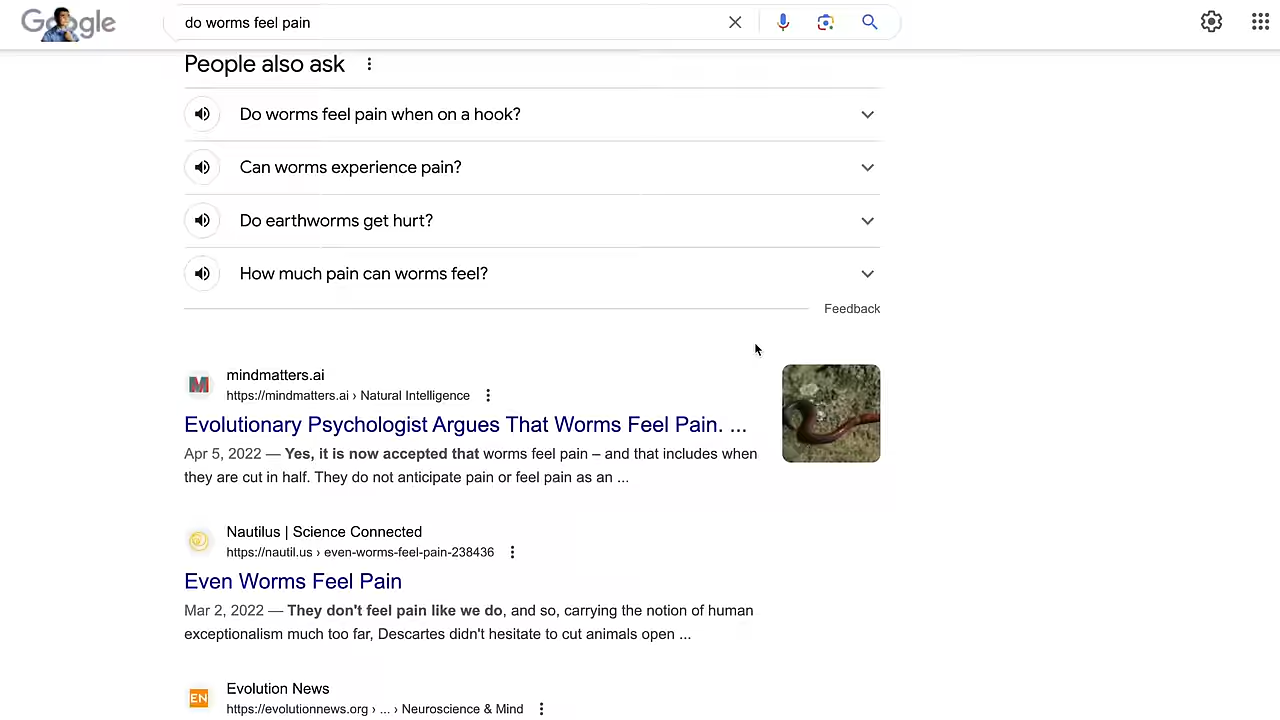 Google
do worms feel pain
People also ask
Do worms feel pain when on a hook?
Can worms experience pain?
Do earthworms get hurt?
How much pain can worms feel?
Feedback
mindmatters.ai
https://mindmatters.ai › Natural Intelligence
Evolutionary Psychologist Argues That Worms Feel Pain. ...
Apr 5, 2022 — Yes, it is now accepted that worms feel pain – and that includes when
they are cut in half. They do not anticipate pain or feel pain as an ...
Nautilus | Science Connected
https://nautil.us › even-worms-feel-pain-238436
Even Worms Feel Pain
Mar 2, 2022 — They don't feel pain like we do, and so, carrying the notion of human
exceptionalism much too far, Descartes didn't hesitate to cut animals open ...
EN
Evolution News
https://evolutionnews.org › ... › Neuroscience & Mind